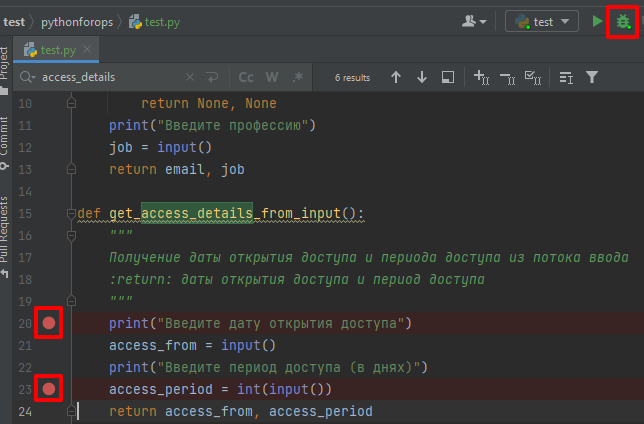 test pythonforops test.py test
test.py
access_details Cc W .* 6 results
Project
Commit
Pull Requests
10 return None, None
11 print("Введите профессию")
12 job = input()
13 return email, job
14
15 def get_access_details_from_input():
16 """
17 Получение даты открытия доступа и периода доступа из потока ввода
18 :return: даты открытия доступа и период доступа
19 """
20 print("Введите дату открытия доступа")
21 access_from = input()
22 print("Введите период доступа (в днях)")
23 access_period = int(input())
24 return access_from, access_period